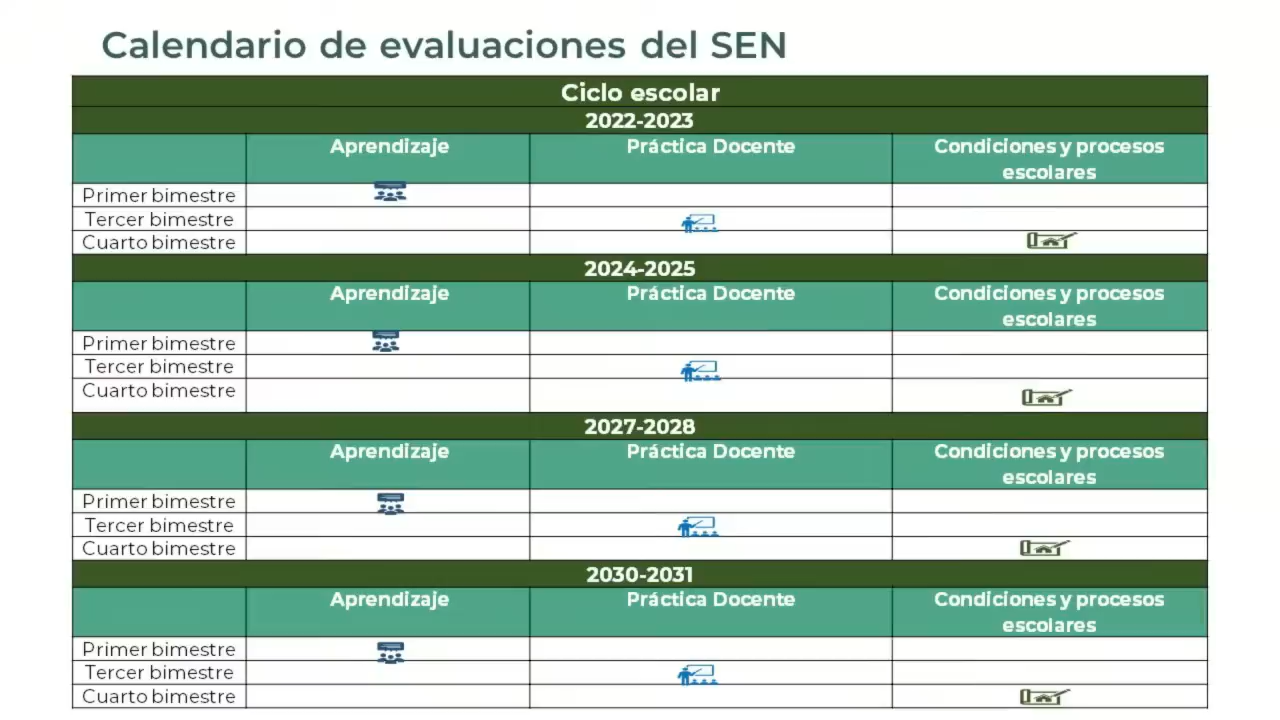 Calendario de evaluaciones del SEN
Ciclo escolar
2022-2023
Aprendizaje Práctica Docente Condiciones y procesos
escolares
Primer bimestre
Tercer bimestre
Cuarto bimestre
2024-2025
Aprendizaje Práctica Docente Condiciones y procesos
escolares
Primer bimestre
Tercer bimestre
Cuarto bimestre
2027-2028
Aprendizaje Práctica Docente Condiciones y procesos
escolares
Primer bimestre
Tercer bimestre
Cuarto bimestre
2030-2031
Aprendizaje Práctica Docente Condiciones y procesos
escolares
Primer bimestre
Tercer bimestre
Cuarto bimestre